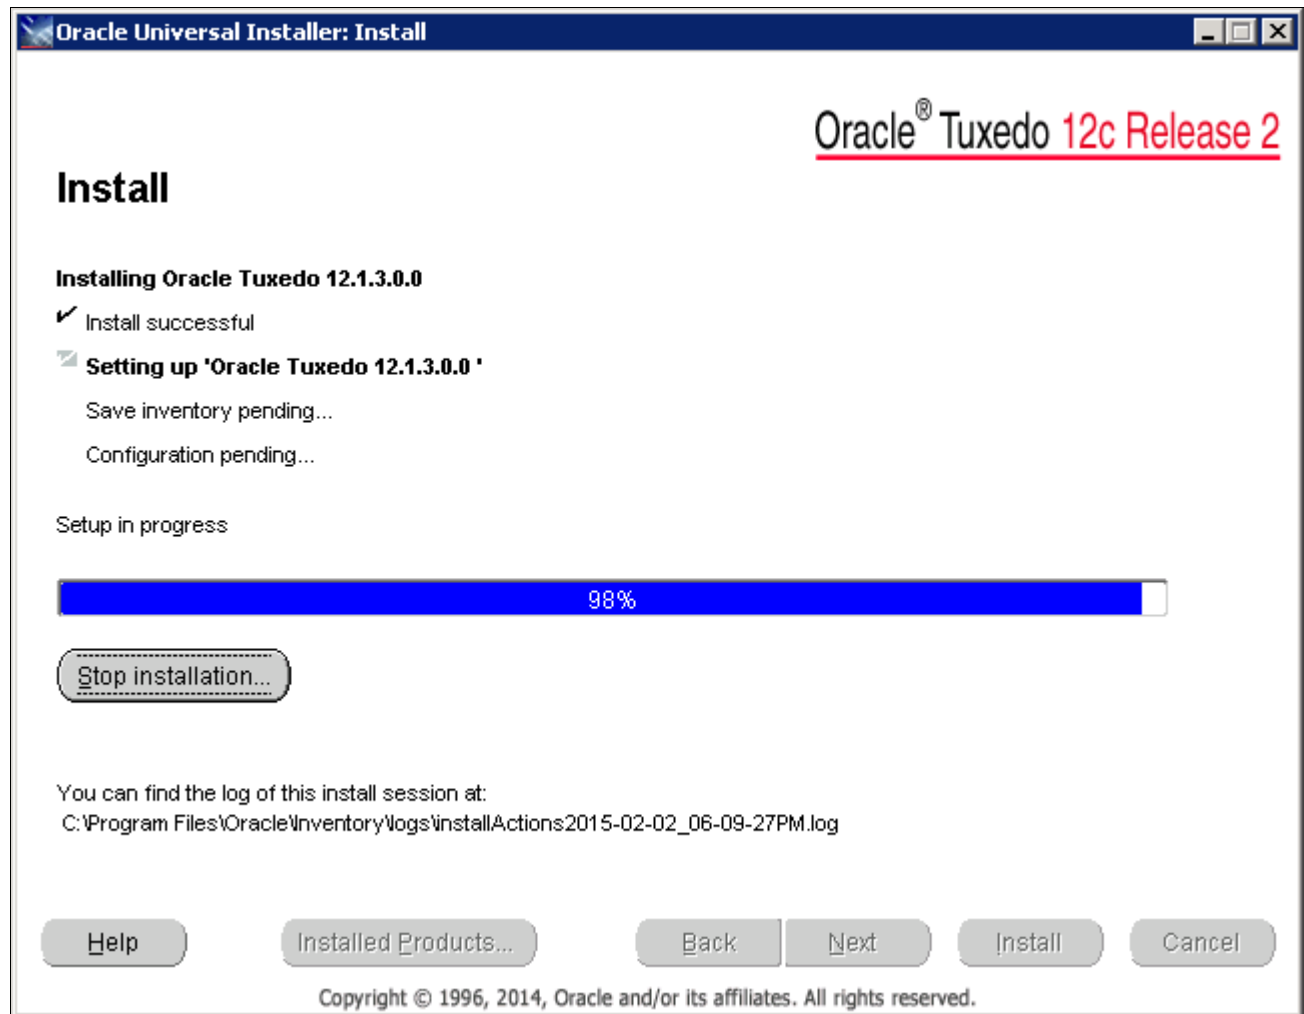 Oracle Universal Installer: Install
Oracle® Tuxedo 12c Release 2
Install
Installing Oracle Tuxedo 12.1.3.0.0
Install successful
Setting up 'Oracle Tuxedo 12.1.3.0.0 '
Save inventory pending...
Configuration pending...
Setup in progress
98%
Stop installation...
You can find the log of this install session at:
C:\Program Files\Oracle\Inventory\logs\installActions2015-02-02_06-09-27PM.log
Help Installed Products... Back Next Install Cancel
Copyright © 1996, 2014, Oracle and/or its affiliates. All rights reserved.